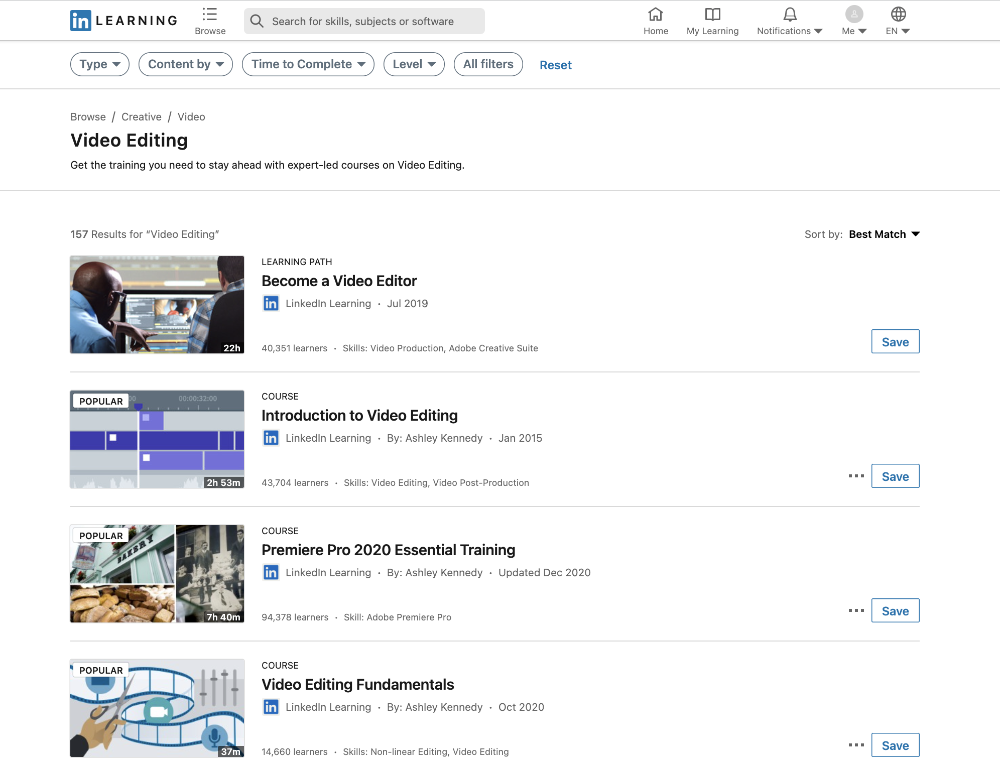 in LEARNING
Browse
Search for skills, subjects or software
Home
My Learning
Notifications
Me
EN
Type
Content by
Time to Complete
Level
All filters
Reset
Browse / Creative / Video
Video Editing
Get the training you need to stay ahead with expert-led courses on Video Editing.
157 Results for “Video Editing”
Sort by: Best Match
22h
LEARNING PATH
Become a Video Editor
in LinkedIn Learning · Jul 2019
40,351 learners · Skills: Video Production, Adobe Creative Suite
Save
POPULAR
00:00:32:00
2h 53m
COURSE
Introduction to Video Editing
in LinkedIn Learning · By: Ashley Kennedy · Jan 2015
43,704 learners · Skills: Video Editing, Video Post-Production
Save
POPULAR
BAKERY
7h 40m
COURSE
Premiere Pro 2020 Essential Training
in LinkedIn Learning · By: Ashley Kennedy · Updated Dec 2020
94,378 learners · Skill: Adobe Premiere Pro
Save
POPULAR
37m
COURSE
Video Editing Fundamentals
in LinkedIn Learning · By: Ashley Kennedy · Oct 2020
14,660 learners · Skills: Non-linear Editing, Video Editing
Save